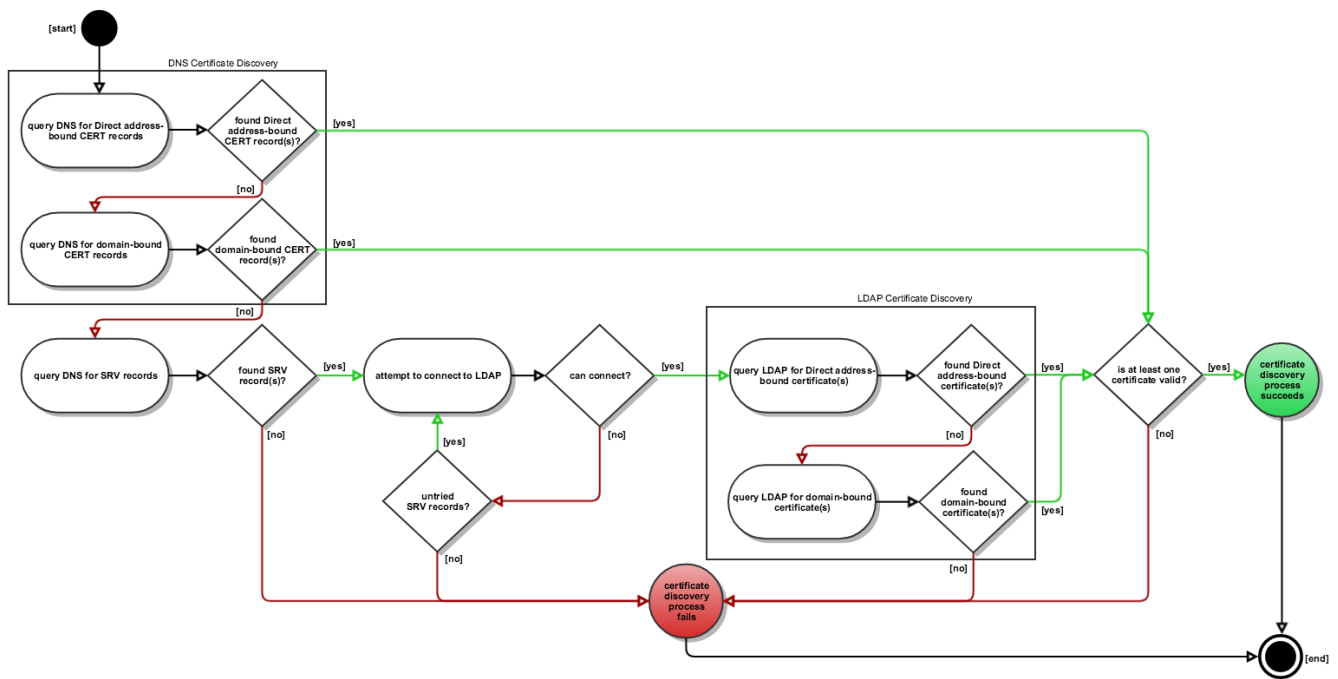 [start]
DNS Certificate Discovery
query DNS for Direct address-
bound CERT records
found Direct
address-bound
CERT record(s)?
[yes]
[no]
query DNS for domain-bound
CERT records
found
domain-bound CERT
record(s)?
[yes]
[no]
query DNS for SRV records
found SRV
record(s)?
[yes]
[no]
attempt to connect to LDAP
can connect?
[yes]
[no]
untried
SRV records?
[yes]
[no]
LDAP Certificate Discovery
query LDAP for Direct address-
bound certificate(s)
found Direct
address-bound
certificate(s)?
[yes]
[no]
query LDAP for domain-bound
certificate(s)
found
domain-bound
certificate(s)?
[yes]
[no]
is at least one
certificate valid?
[yes]
[no]
certificate
discovery
process
succeeds
certificate
discovery
process
fails
[end]